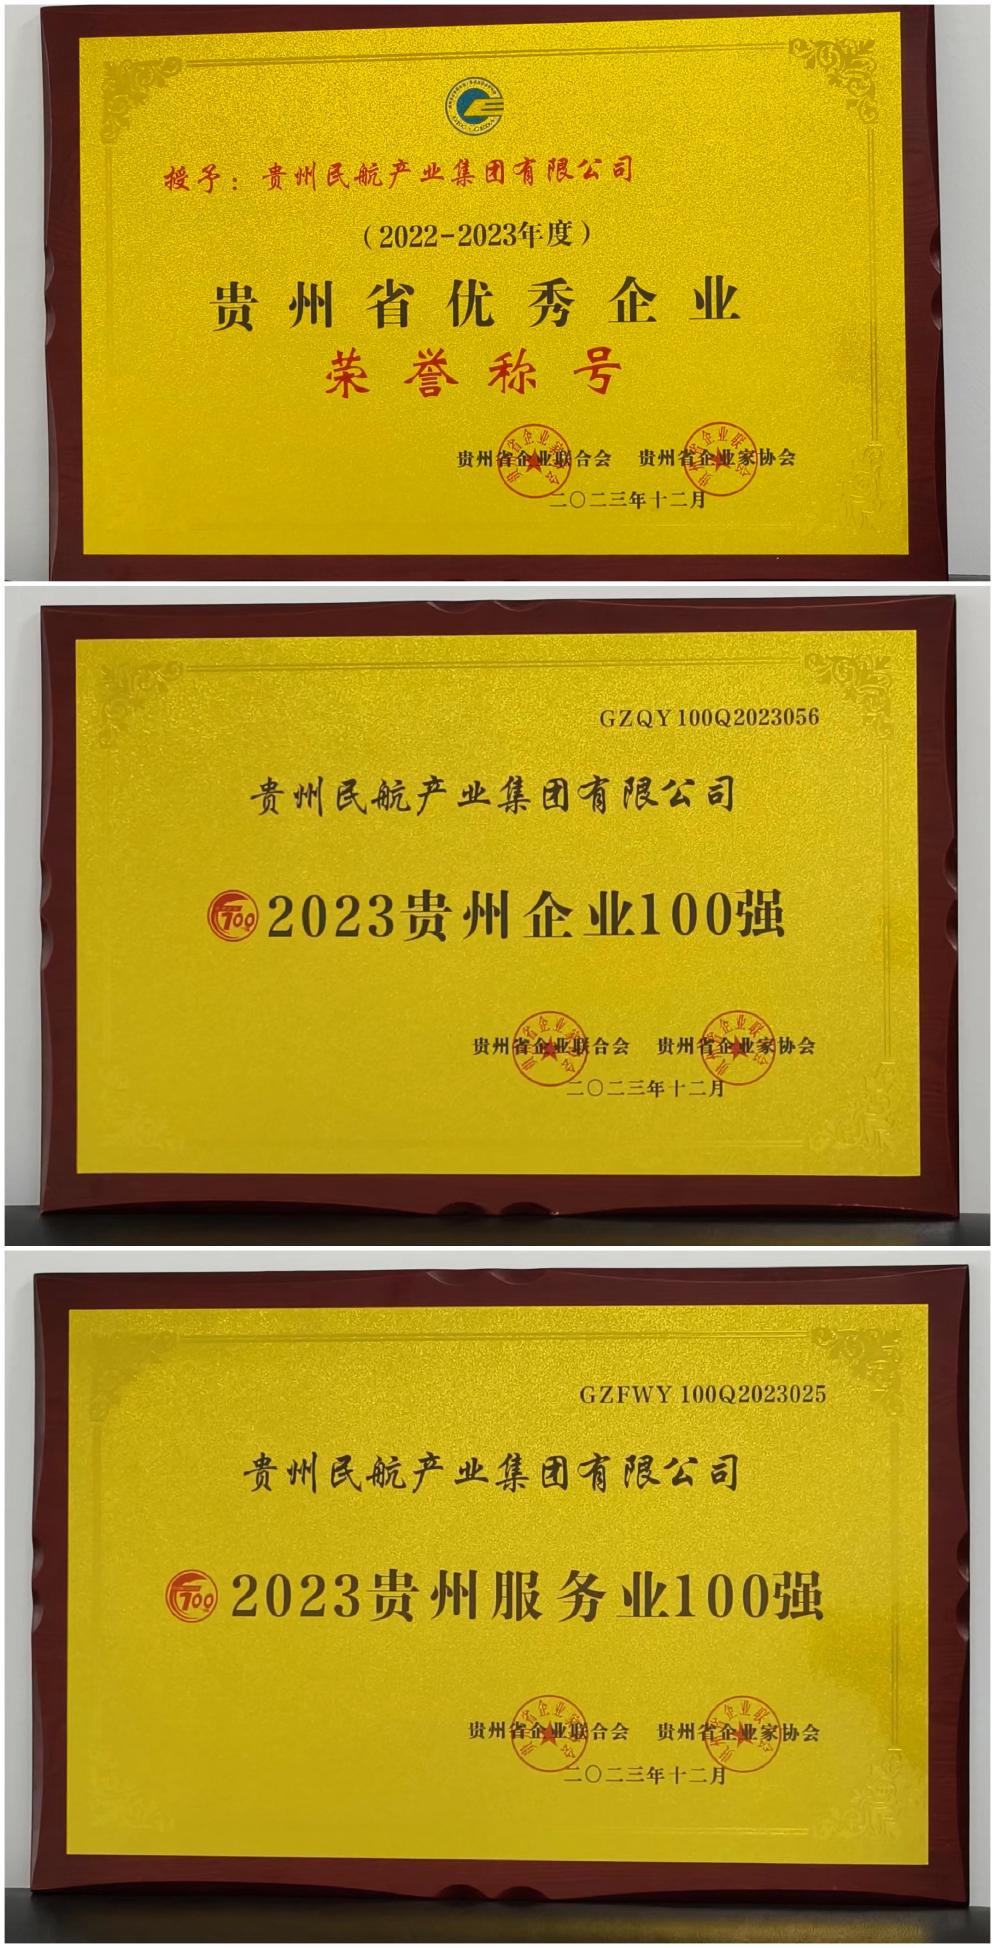 授予：贵州民航产业集团有限公司
（2022-2023年度）
贵州省优秀企业
荣誉称号
贵州省企业联合会 贵州省企业家协会
二〇二三年十二月
GZQY 100Q2023056
贵州民航产业集团有限公司
2023贵州企业100强
贵州省企业联合会 贵州省企业家协会
二〇二三年十二月
GZFWY 100Q2023025
贵州民航产业集团有限公司
2023贵州服务业100强
贵州省企业联合会 贵州省企业家协会
二〇二三年十二月